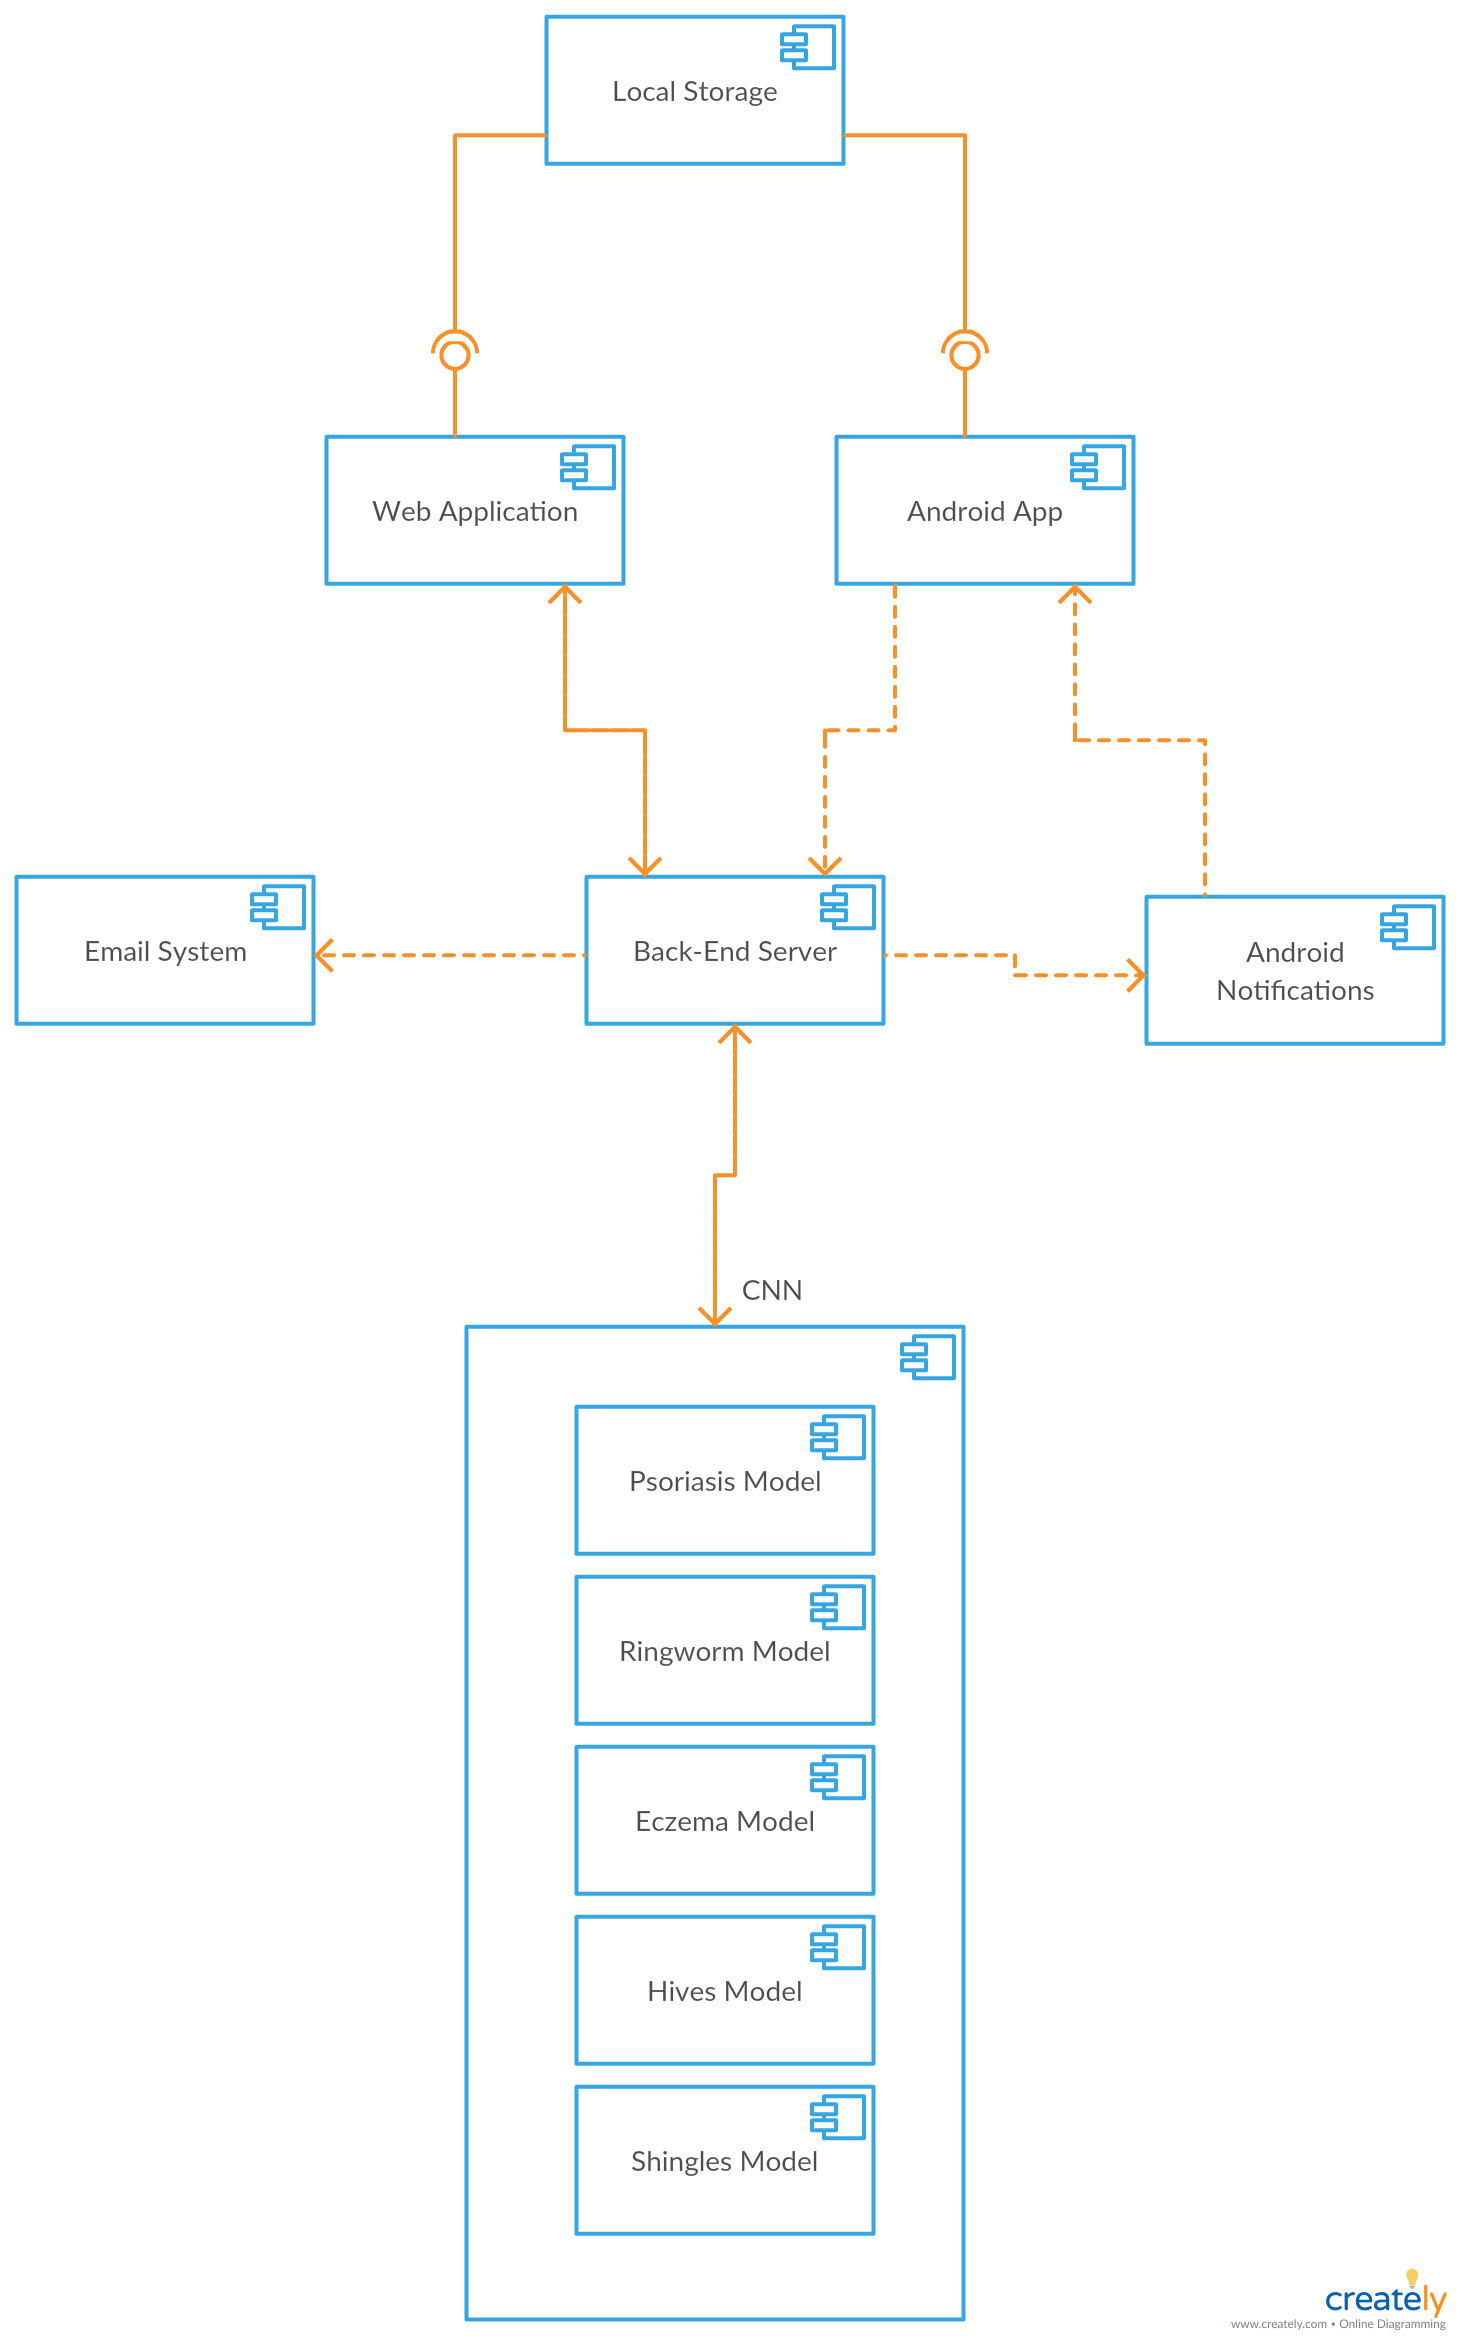 Local Storage
Web Application
Android App
Email System
Back-End Server
Android
Notifications
CNN
Psoriasis Model
Ringworm Model
Eczema Model
Hives Model
Shingles Model
creately
www.creately.com • Online Diagramming